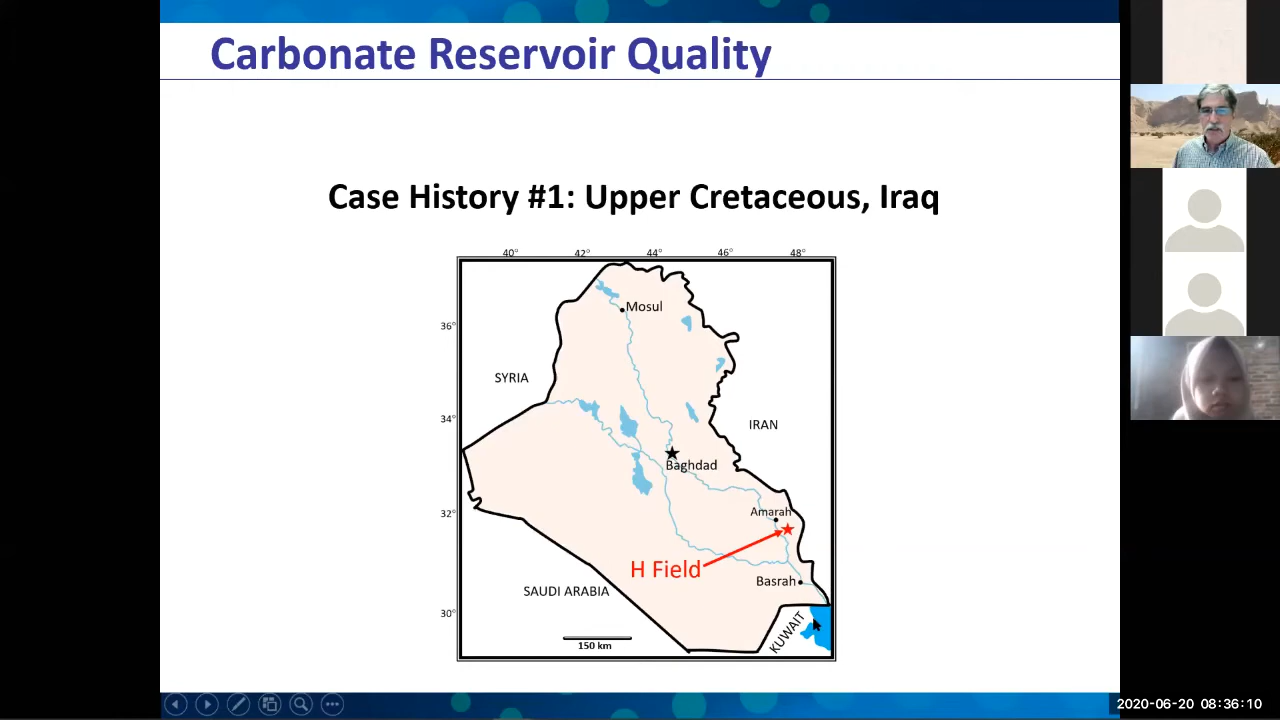 Carbonate Reservoir Quality
Case History #1: Upper Cretaceous, Iraq
40° 42° 44° 46° 48°
Mosul
36°
SYRIA
34°
IRAN
Baghdad
32°
Amarah
H Field
Basrah
SAUDI ARABIA
30°
KUWAIT
150 km
2020-06-20 08:36:10